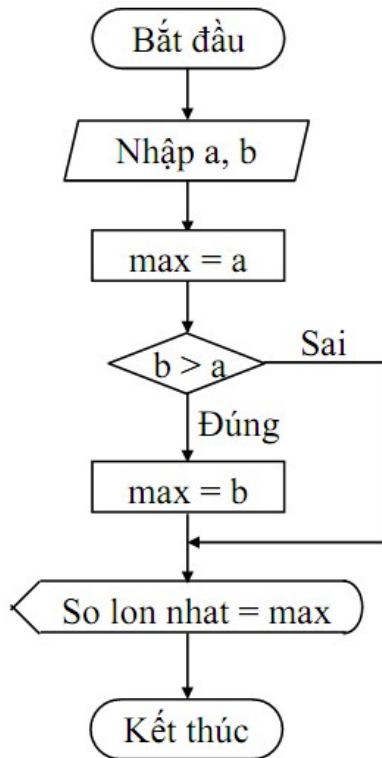 Bắt đầu
Nhập a, b
max = a
b > a
Sai
Đúng
max = b
So lon nhat = max
Kết thúc